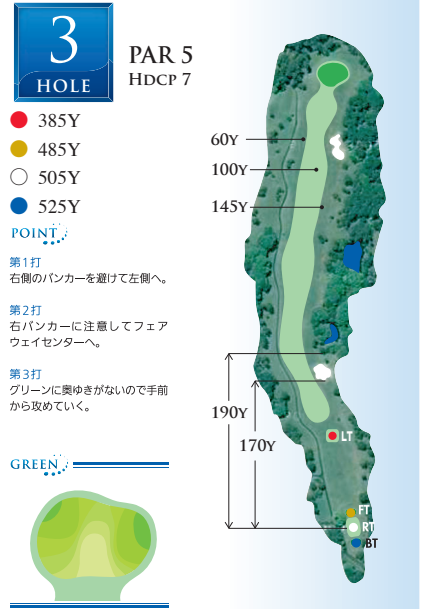 3
HOLE
PAR 5
HDCP 7
385Y
485Y
505Y
525Y
POINT
第1打
右側のバンカーを避けて左側へ。
第2打
右バンカーに注意してフェア
ウェイセンターへ。
第3打
グリーンに奥ゆきがないので手前
から攻めていく。
GREEN
60Y
100Y
145Y
190Y
170Y
LT
FT
RT
BT